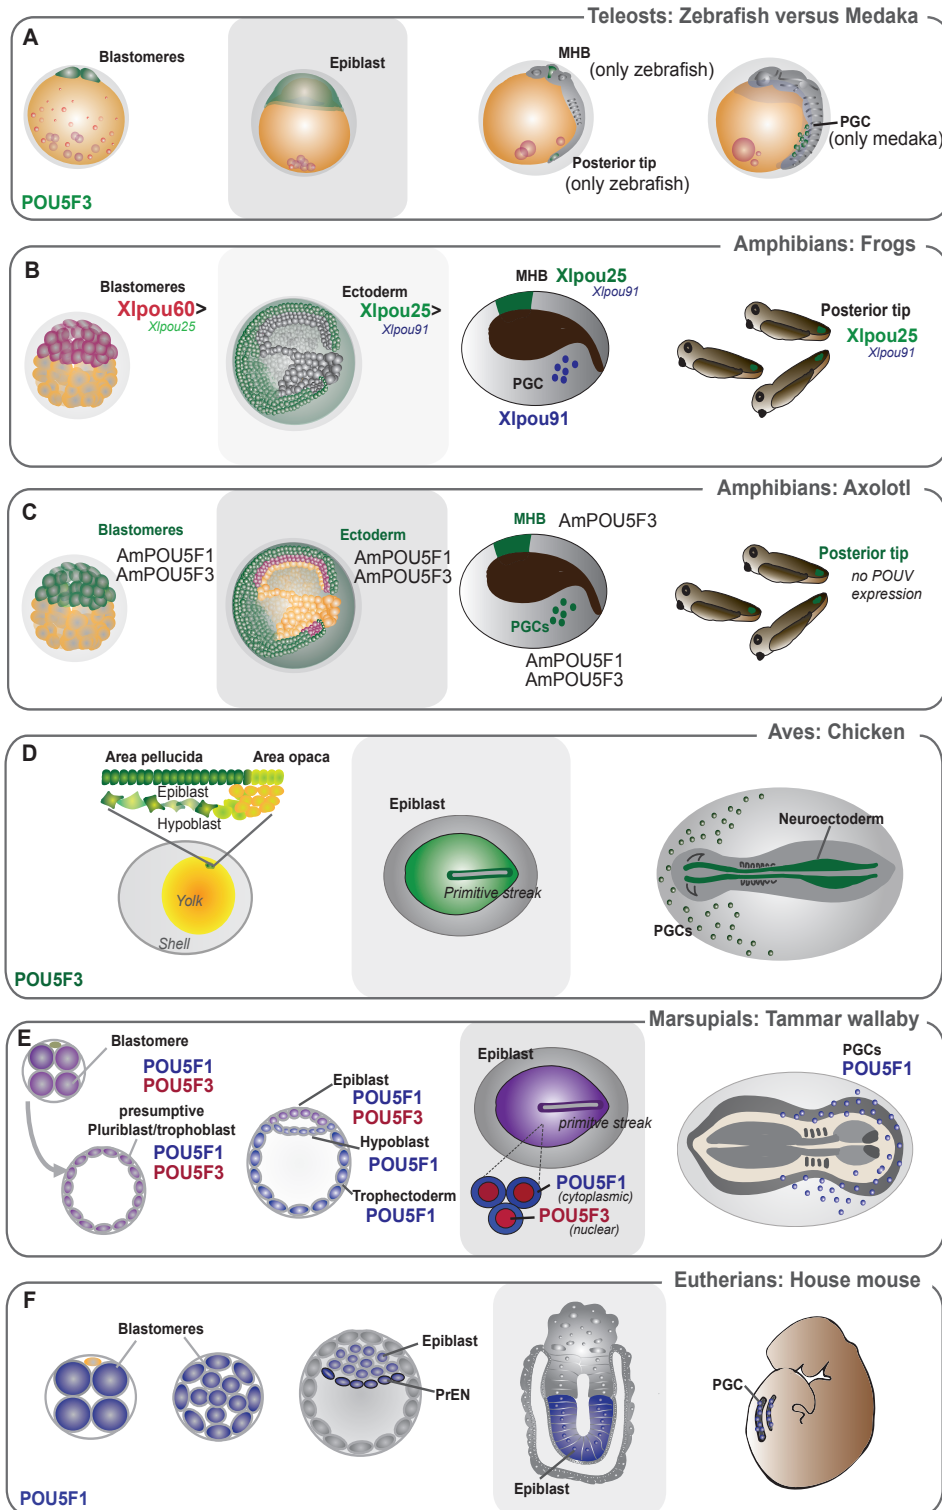 Teleosts: Zebrafish versus Medaka
A
Blastomeres
Epiblast
MHB
(only zebrafish)
PGC
(only medaka)
Posterior tip
(only zebrafish)
POU5F3
Amphibians: Frogs
B
Blastomeres
Xlpou60>
Xlpou25
Ectoderm
Xlpou25>
Xlpou91
MHB Xlpou25
Xlpou91
PGC
Xlpou91
Posterior tip
Xlpou25
Xlpou91
Amphibians: Axolotl
C
Blastomeres
AmPOU5F1
AmPOU5F3
Ectoderm
AmPOU5F1
AmPOU5F3
MHB AmPOU5F3
PGCs
AmPOU5F1
AmPOU5F3
Posterior tip
no POUV
expression
Aves: Chicken
D
Area pellucida Area opaca
Epiblast
Hypoblast
Yolk
Shell
Epiblast
Primitive streak
Neuroectoderm
PGCs
POU5F3
Marsupials: Tammar wallaby
E
Blastomere
POU5F1
POU5F3
presumptive
Pluriblast/trophoblast
POU5F1
POU5F3
Epiblast
POU5F1
POU5F3
Hypoblast
POU5F1
Trophectoderm
POU5F1
Epiblast
primitve streak
POU5F1
(cytoplasmic)
POU5F3
(nuclear)
PGCs
POU5F1
Eutherians: House mouse
F
Blastomeres
Epiblast
PrEN
Epiblast
PGC
POU5F1